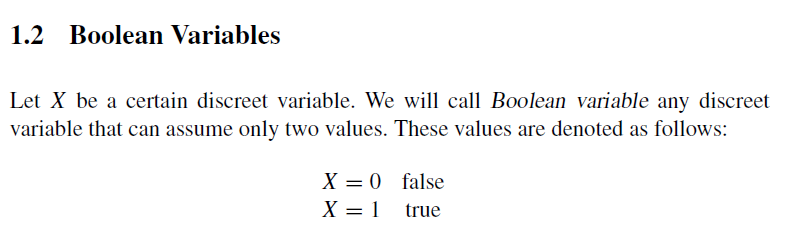 1.2 Boolean Variables
Let X be a certain discreet variable. We will call Boolean variable any discreet
variable that can assume only two values. These values are denoted as follows:
X = 0 false
X = 1 true